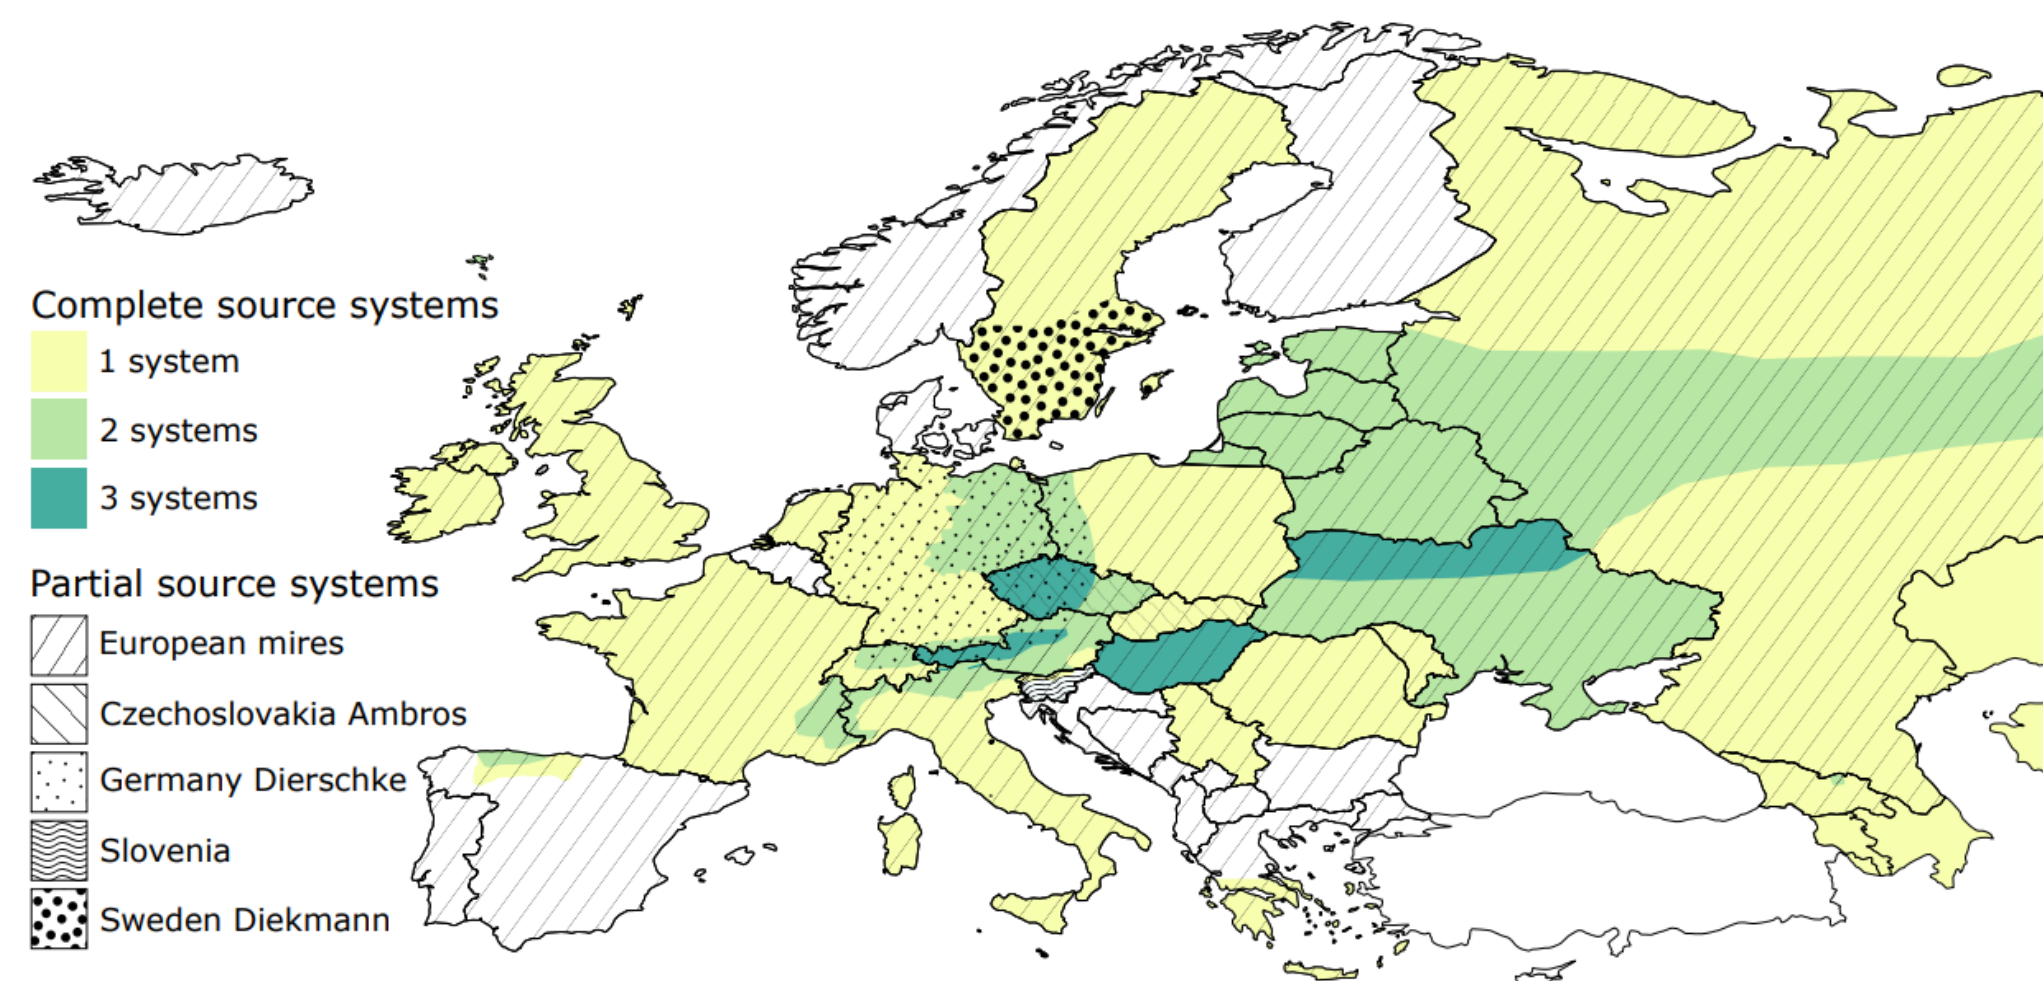 Complete source systems
1 system
2 systems
3 systems
Partial source systems
European mires
Czechoslovakia Ambros
Germany Dierschke
Slovenia
Sweden Diekmann